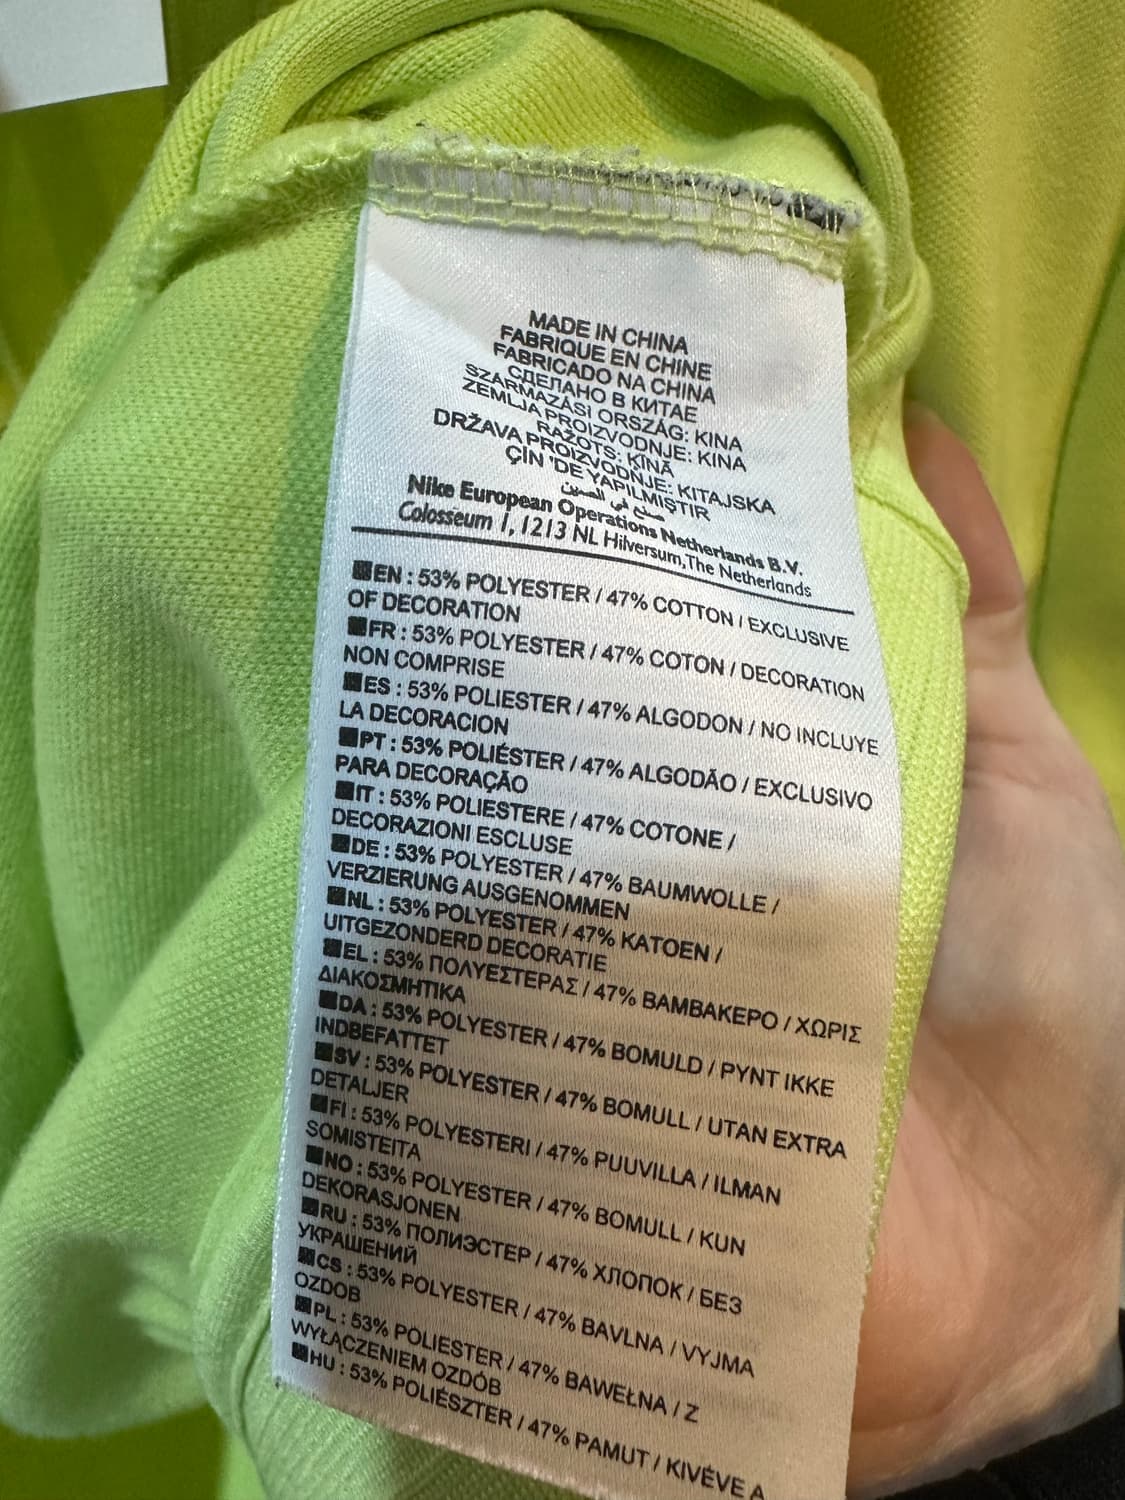 MADE IN CHINA
FABRIQUE EN CHINE
FABRICADO NA CHINA
СДЕЛАНО В КИТАЕ
SZÁRMAZÁSI ORSZÁG: KINA
ZEMLJA PROIZVODNJE: KINA
RAŽOTS: ĶĪNĀ
DRŽAVA PROIZVODNJE: KITAJSKA
ÇİN 'DE YAPILMIŞTIR
صنع في الصين
Nike European Operations Netherlands B.V.
Colosseum 1, 1213 NL Hilversum, The Netherlands
EN : 53% POLYESTER / 47% COTTON / EXCLUSIVE
OF DECORATION
FR : 53% POLYESTER / 47% COTON / DECORATION
NON COMPRISE
ES : 53% POLIESTER / 47% ALGODON / NO INCLUYE
LA DECORACION
PT : 53% POLIÉSTER / 47% ALGODÃO / EXCLUSIVO
PARA DECORAÇÃO
IT : 53% POLIESTERE / 47% COTONE /
DECORAZIONI ESCLUSE
DE : 53% POLYESTER / 47% BAUMWOLLE /
VERZIERUNG AUSGENOMMEN
NL : 53% POLYESTER / 47% KATOEN /
UITGEZONDERD DECORATIE
EL : 53% ΠΟΛΥΕΣΤΕΡΑΣ / 47% ΒΑΜΒΑΚΕΡΟ / ΧΩΡΙΣ
ΔΙΑΚΟΣΜΗΤΙΚΑ
DA : 53% POLYESTER / 47% BOMULD / PYNT IKKE
INDBEFATTET
SV : 53% POLYESTER / 47% BOMULL / UTAN EXTRA
DETALJER
FI : 53% POLYESTERI / 47% PUUVILLA / ILMAN
SOMISTEITA
NO : 53% POLYESTER / 47% BOMULL / KUN
DEKORASJONEN
RU : 53% ПОЛИЭСТЕР / 47% ХЛОПОК / БЕЗ
УКРАШЕНИЙ
CS : 53% POLYESTER / 47% BAVLNA / VYJMA
OZDOB
PL : 53% POLIESTER / 47% BAWEŁNA / Z
WYŁĄCZENIEM OZDÓB
HU : 53% POLIÉSZTER / 47% PAMUT / KIVÉVE A